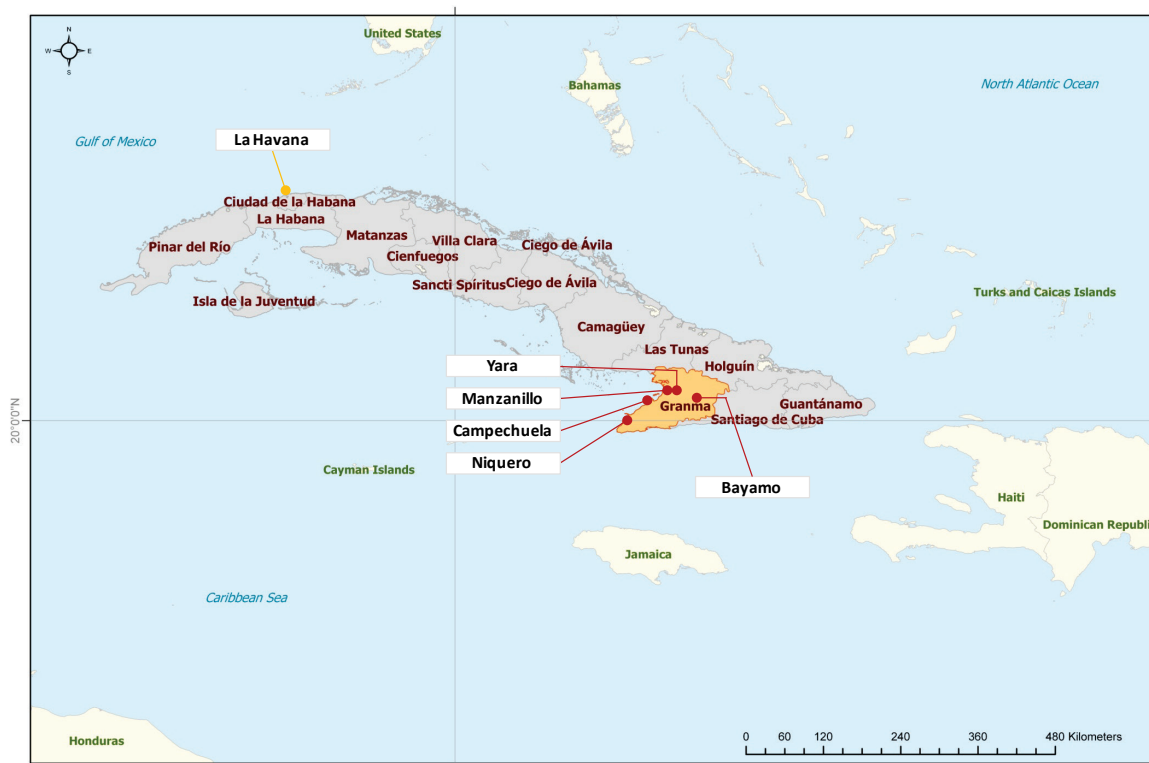 N
W E
S
United States
Bahamas
North Atlantic Ocean
Gulf of Mexico
La Havana
Ciudad de la Habana
La Habana
Pinar del Río
Matanzas
Villa Clara
Cienfuegos
Ciego de Ávila
Sancti Spíritus
Ciego de Ávila
Isla de la Juventud
Turks and Caicas Islands
Camagüey
Las Tunas
Holguín
Yara
Manzanillo
Granma
Guantánamo
Santiago de Cuba
Campechuela
Niquero
Bayamo
20°0'0"N
Cayman Islands
Haiti
Dominican Republi
Jamaica
Caribbean Sea
Honduras
0 60 120 240 360 480 Kilometers